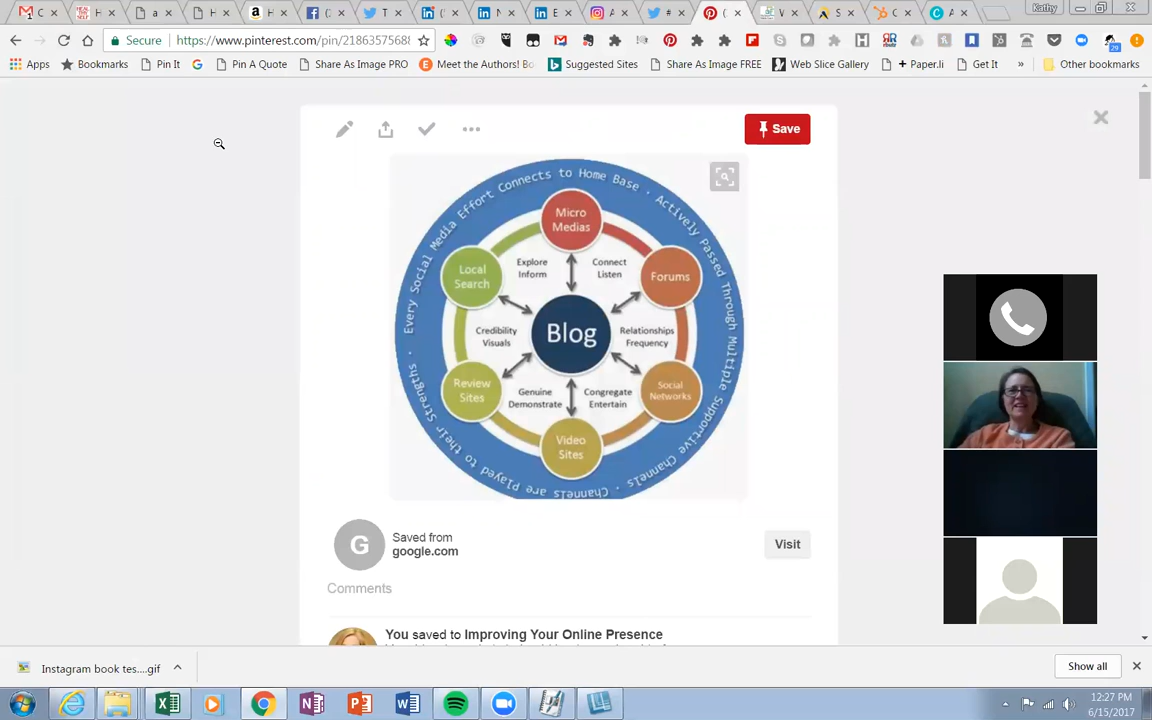 C
H
a
H
H
(2
T
(
N
E
A
#
(
V
S
C
A
Kathy
Secure
https://www.pinterest.com/pin/21863575688
29
Apps
Bookmarks
Pin It
Pin A Quote
Share As Image PRO
Meet the Authors! Bo
Suggested Sites
Share As Image FREE
Web Slice Gallery
+ Paper.li
Get It
»
Other bookmarks
Save
Every Social Media Effort Connects to Home Base · Actively Passed Through Multiple Supportive Channels · Channels are Played to their Strengths ·
Micro
Medias
Local
Search
Explore
Inform
Connect
Listen
Forums
Credibility
Visuals
Blog
Relationships
Frequency
Review
Sites
Genuine
Demonstrate
Congregate
Entertain
Social
Networks
Video
Sites
G
Saved from
google.com
Visit
Comments
You saved to Improving Your Online Presence
Instagram book tes....gif
Show all
12:27 PM
6/15/2017